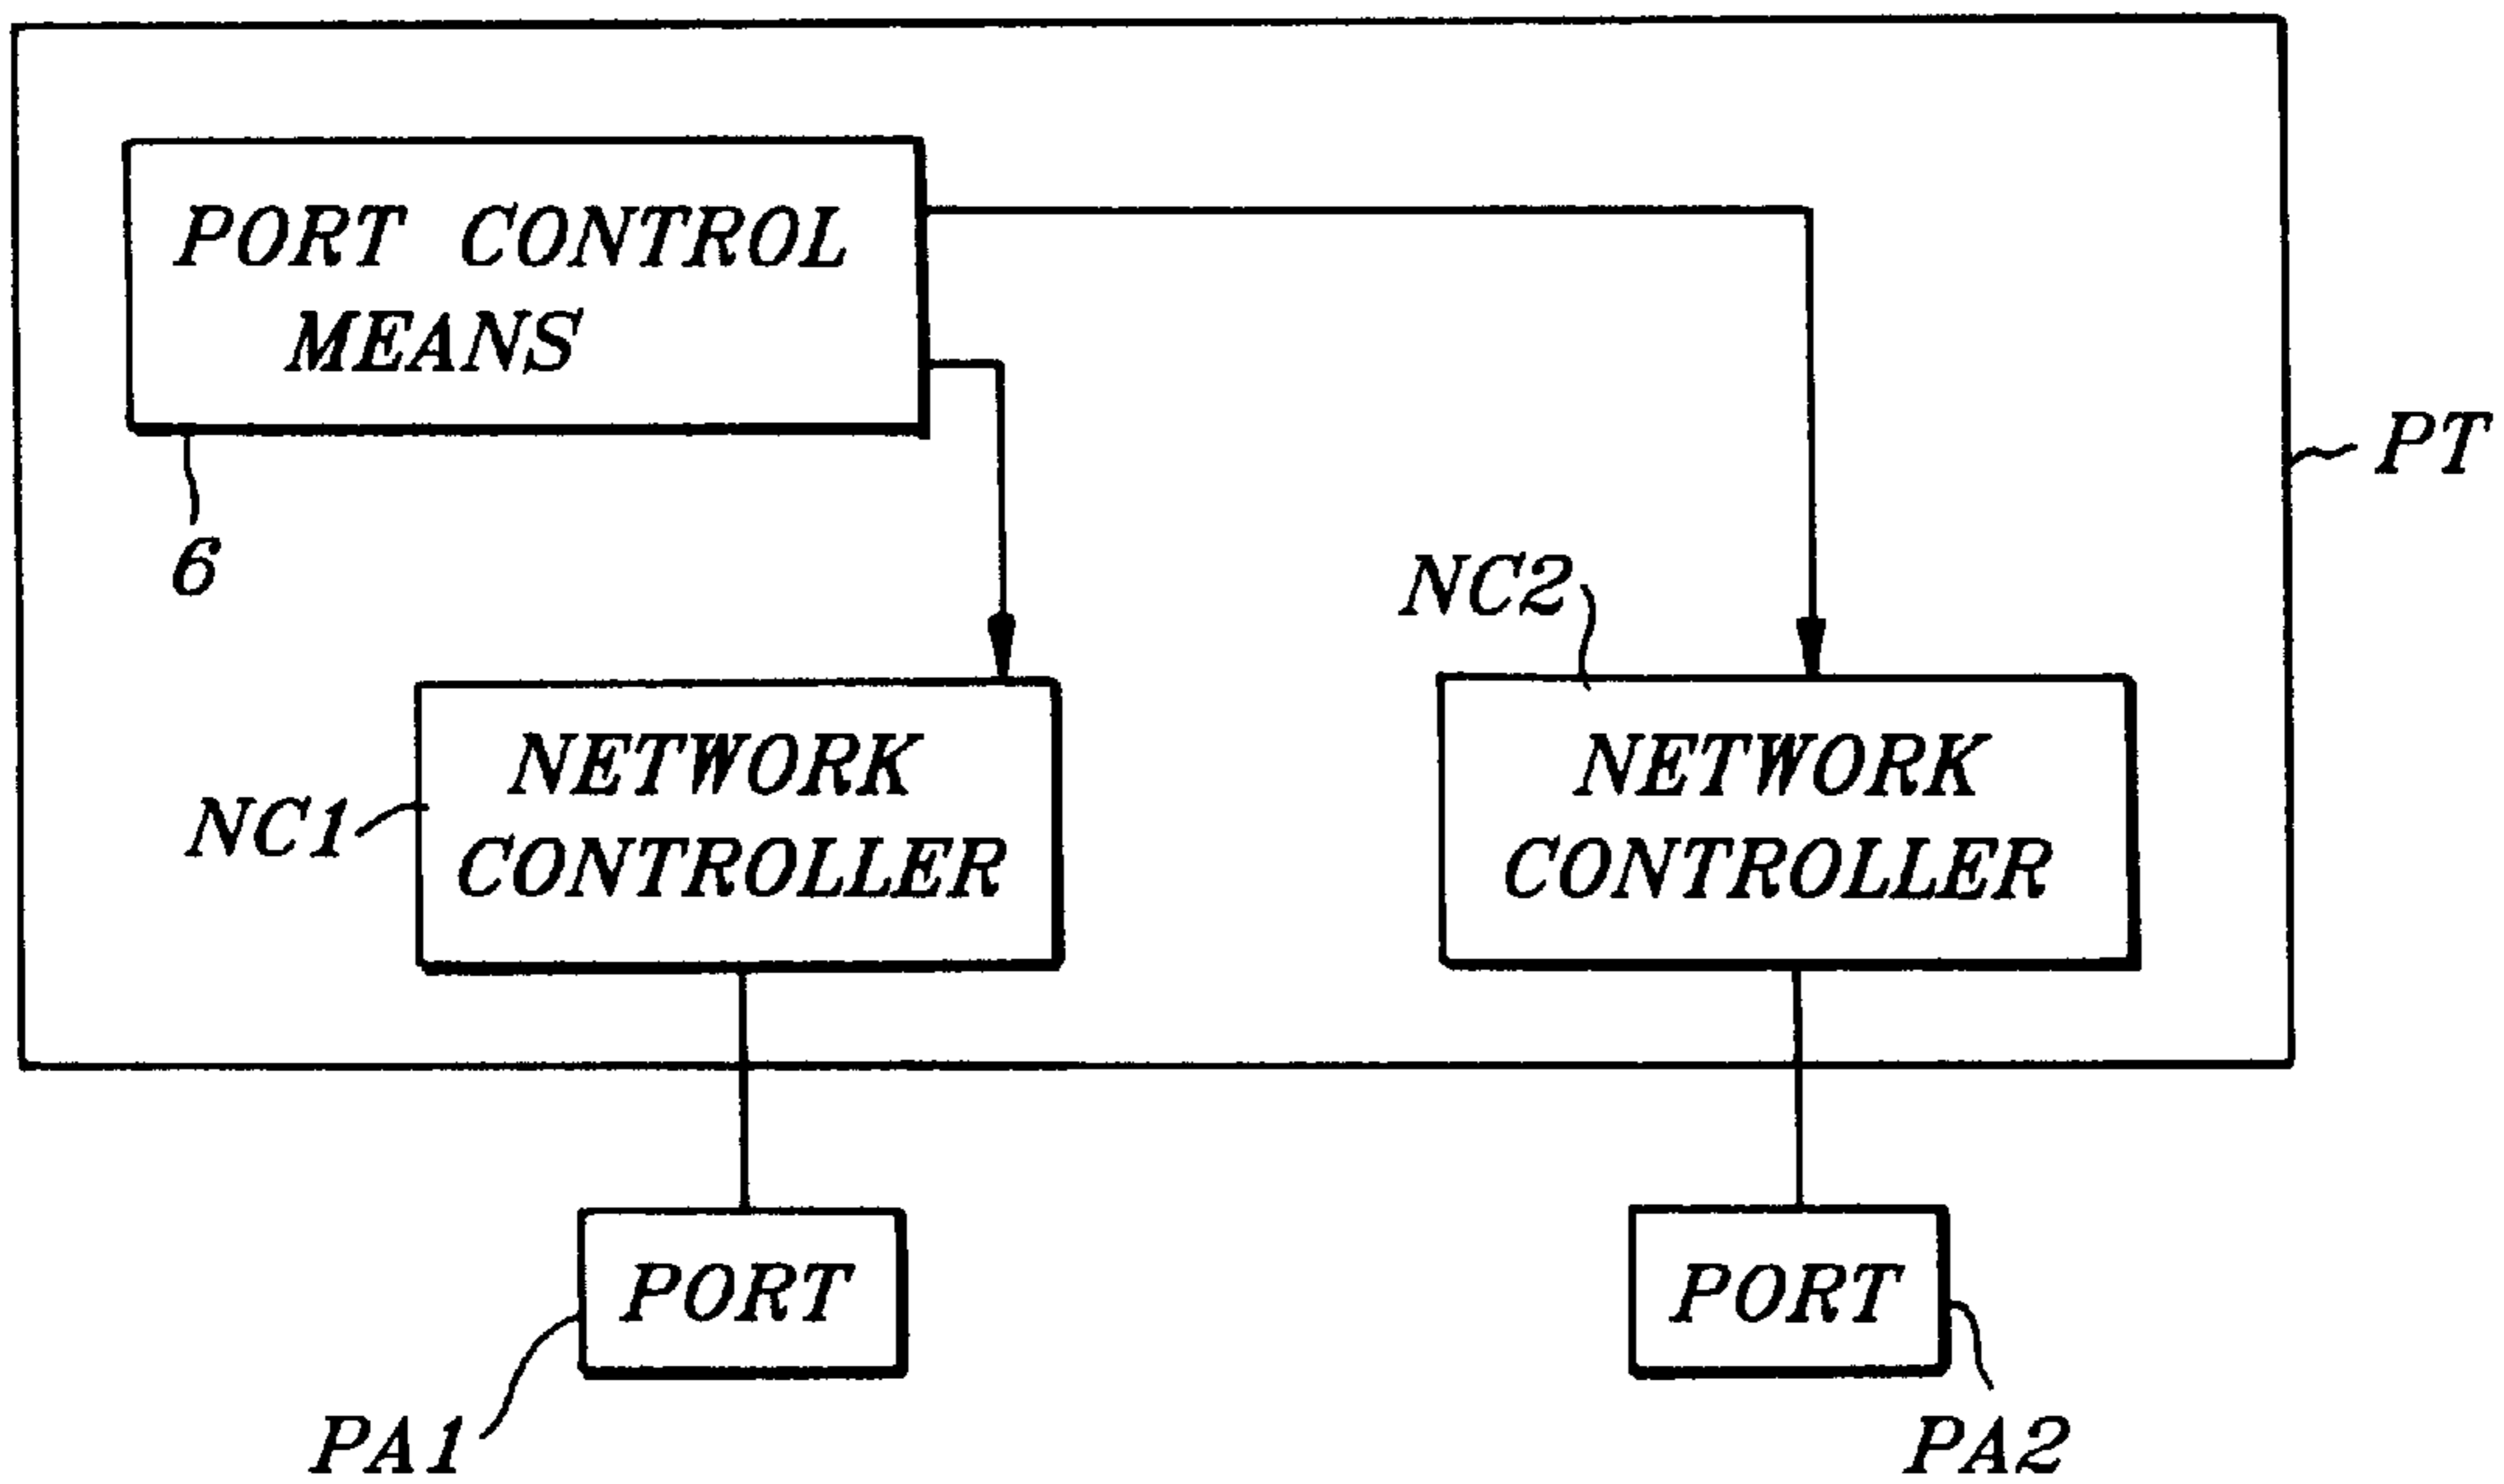 PORT CONTROL
MEANS
PT
6
NC2
NETWORK
CONTROLLER
NC1
NETWORK
CONTROLLER
PORT
PORT
PA1
PA2